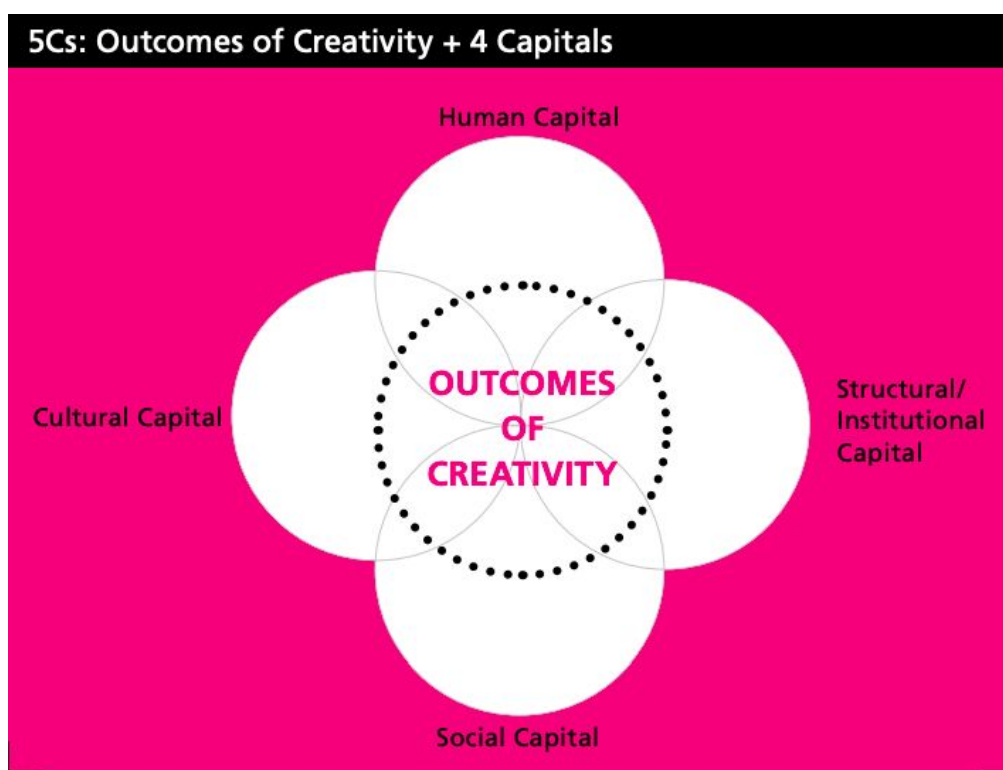 5Cs: Outcomes of Creativity + 4 Capitals
Human Capital
Cultural Capital
OUTCOMES
OF
CREATIVITY
Structural/
Institutional
Capital
Social Capital